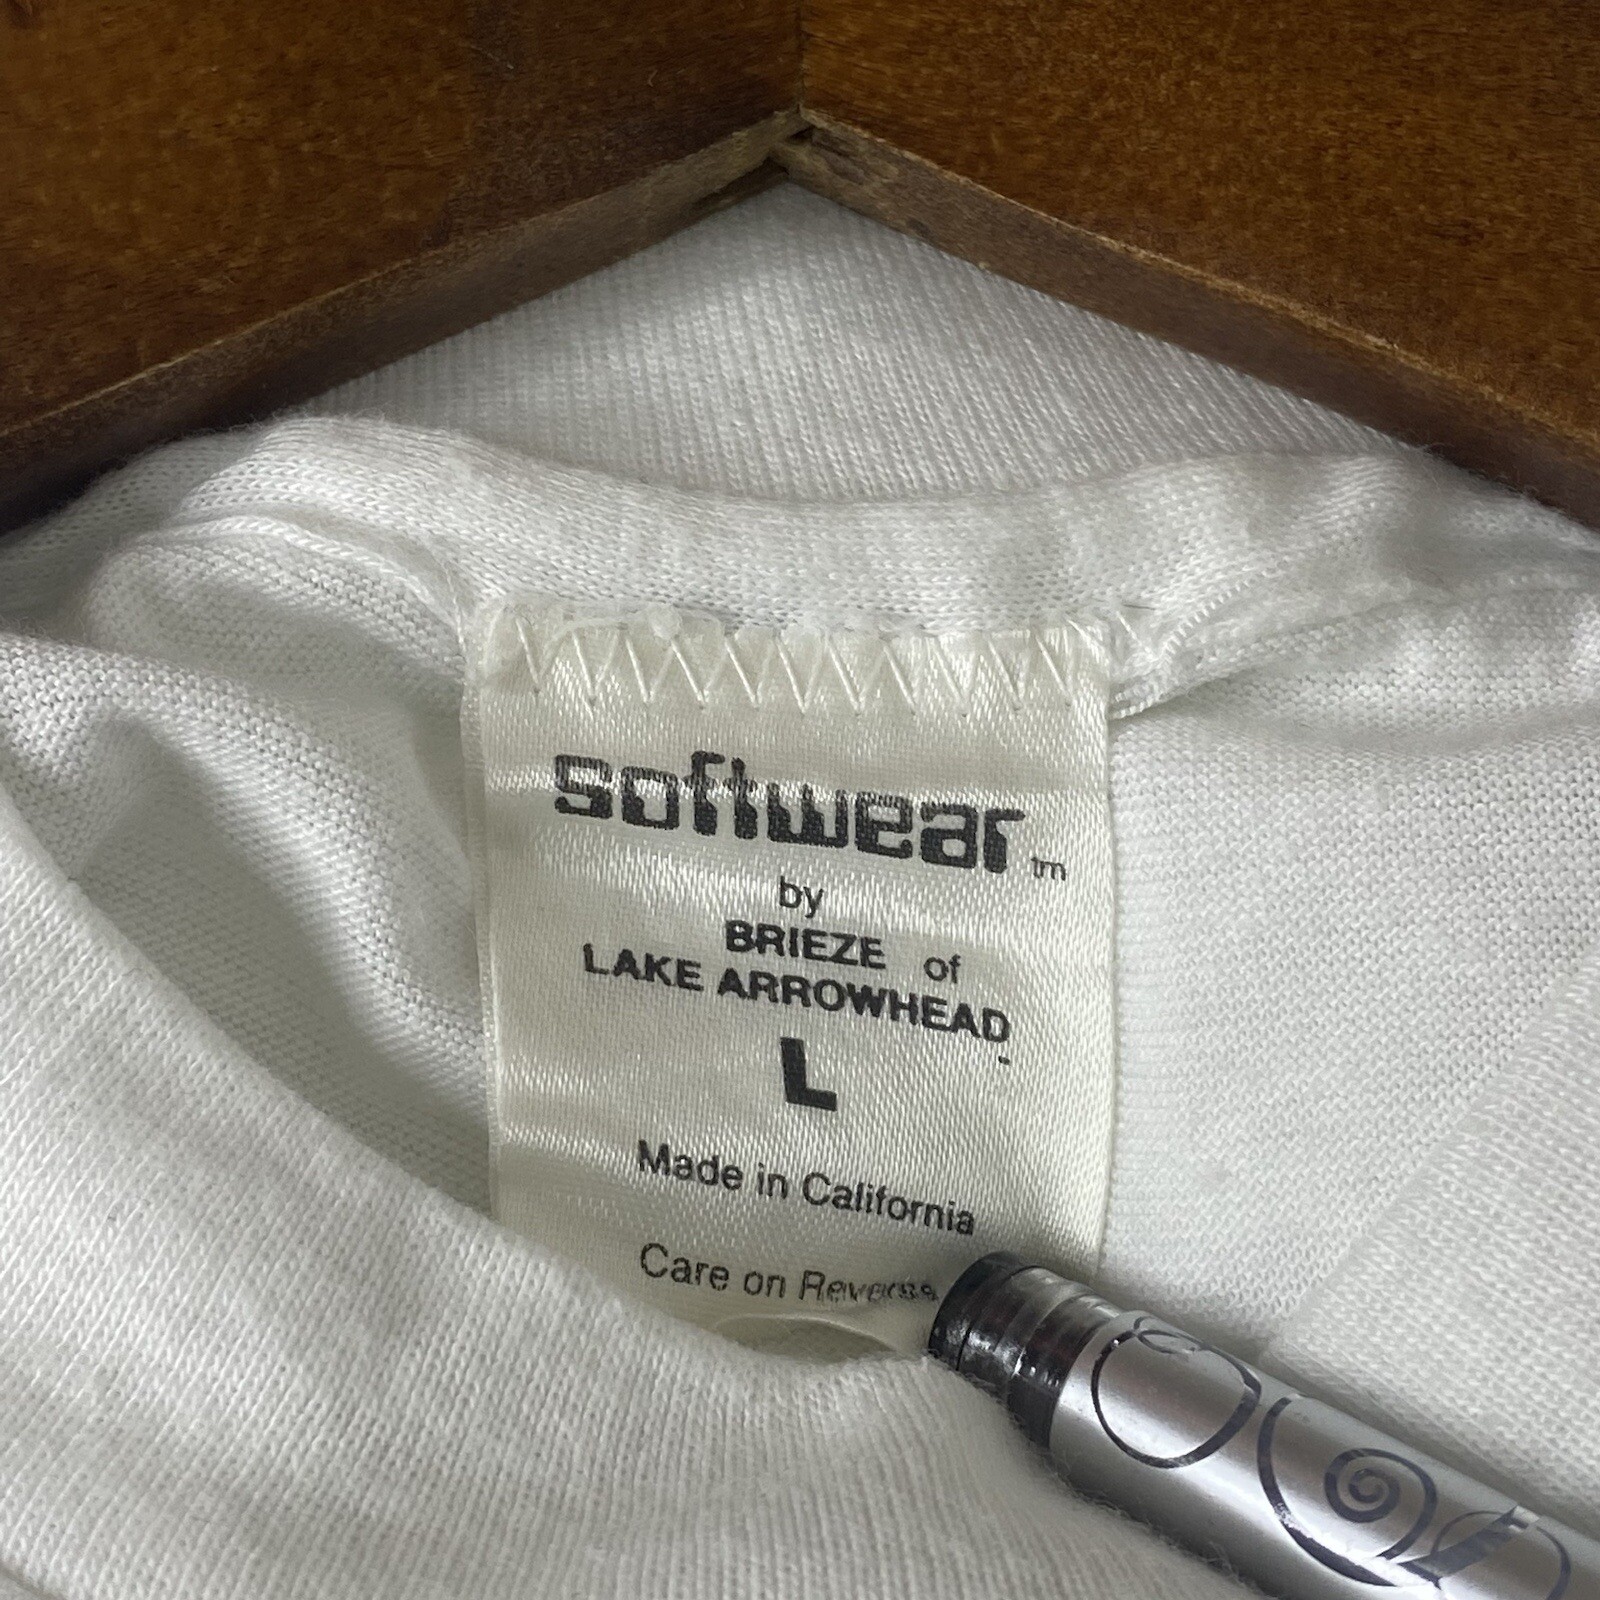 softwear tm
by
BRIEZE of
LAKE ARROWHEAD
L
Made in California
Care on Reverse